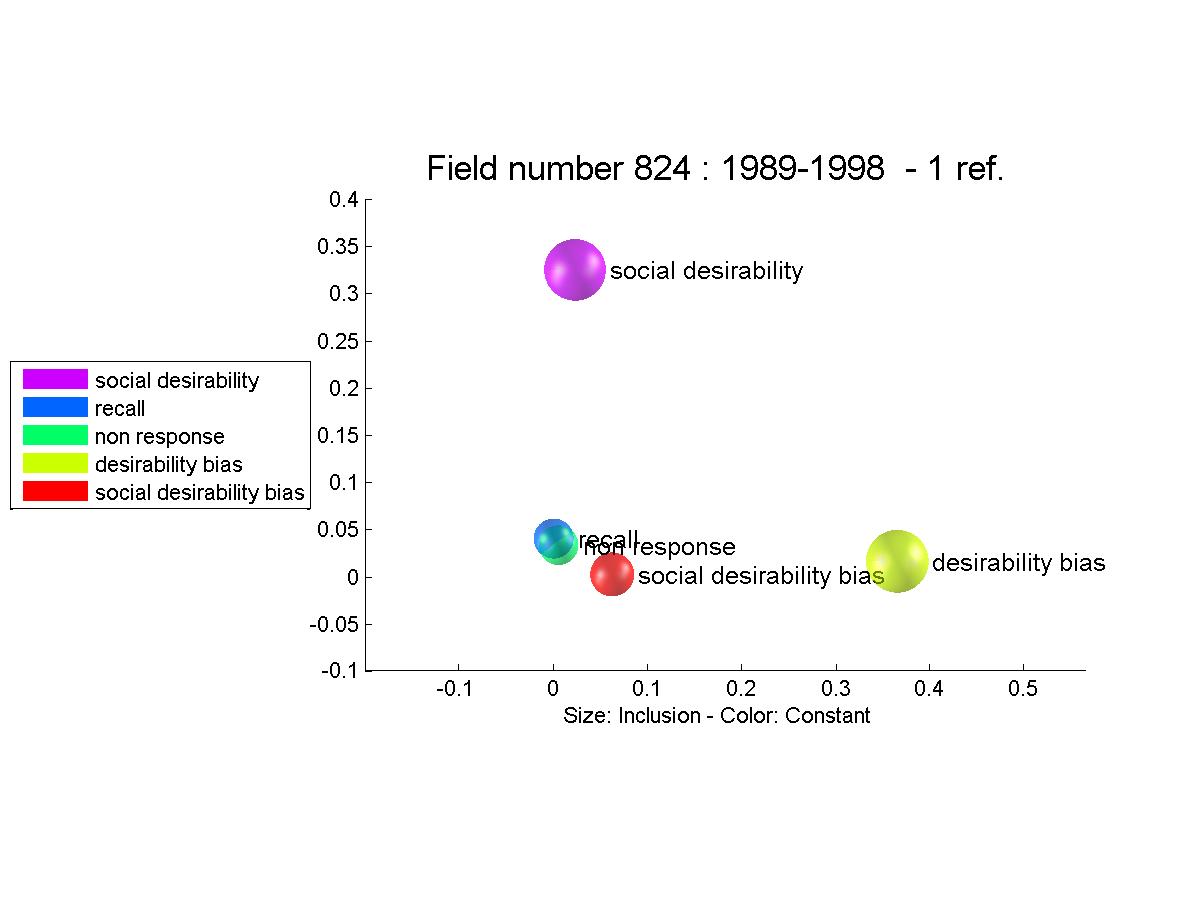 Field number 824 : 1989-1998  - 1 ref.
0.4
0.35
0.3
0.25
0.2
0.15
0.1
0.05
0
-0.05
-0.1
social desirability
recall
non response
social desirability bias
desirability bias
-0.1 0 0.1 0.2 0.3 0.4 0.5
Size: Inclusion - Color: Constant
social desirability
recall
non response
desirability bias
social desirability bias